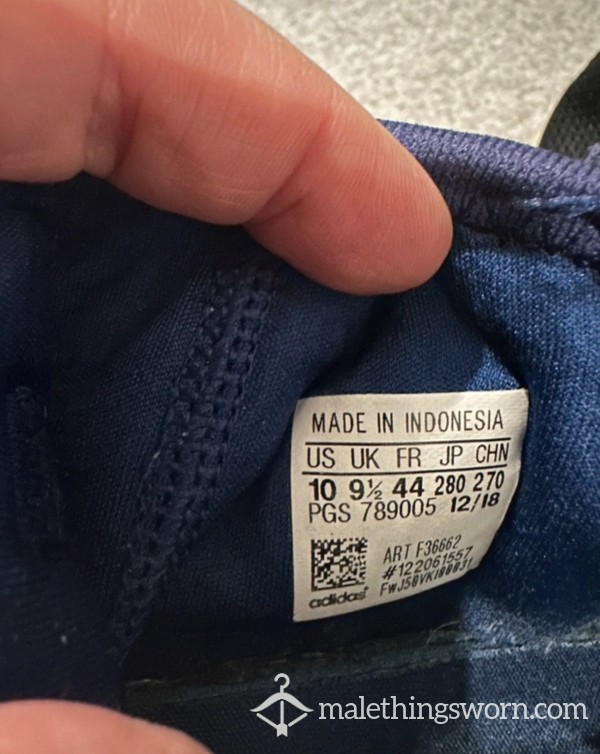 MADE IN INDONESIA
US UK FR JP CHN
10 9½ 44 280 270
PGS 789005 12/18
ART F36662
#122061557
FWJ50VK100031
adidas
malethingsworn.com